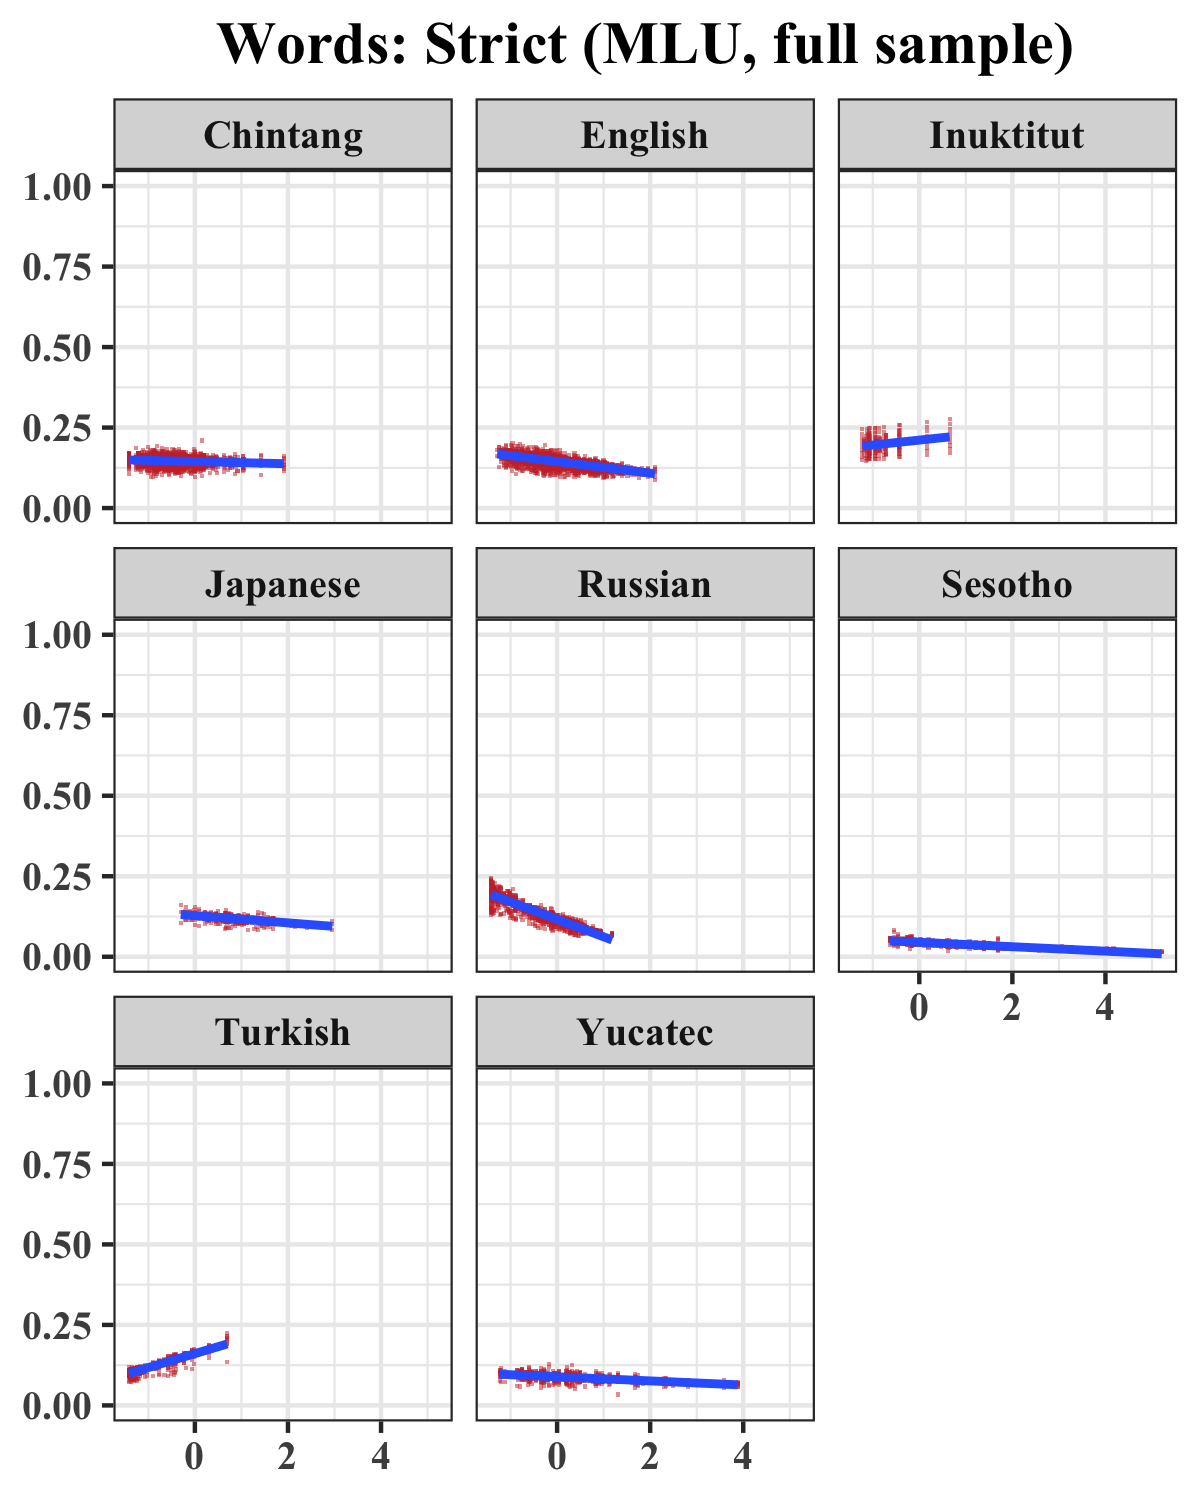 Words: Strict (MLU, full sample)
Chintang English Inuktitut
1.00
0.75
0.50
0.25
0.00
Japanese Russian Sesotho
1.00
0.75
0.50
0.25
0.00
0 2 4
Turkish Yucatec
1.00
0.75
0.50
0.25
0.00
0 2 4 0 2 4